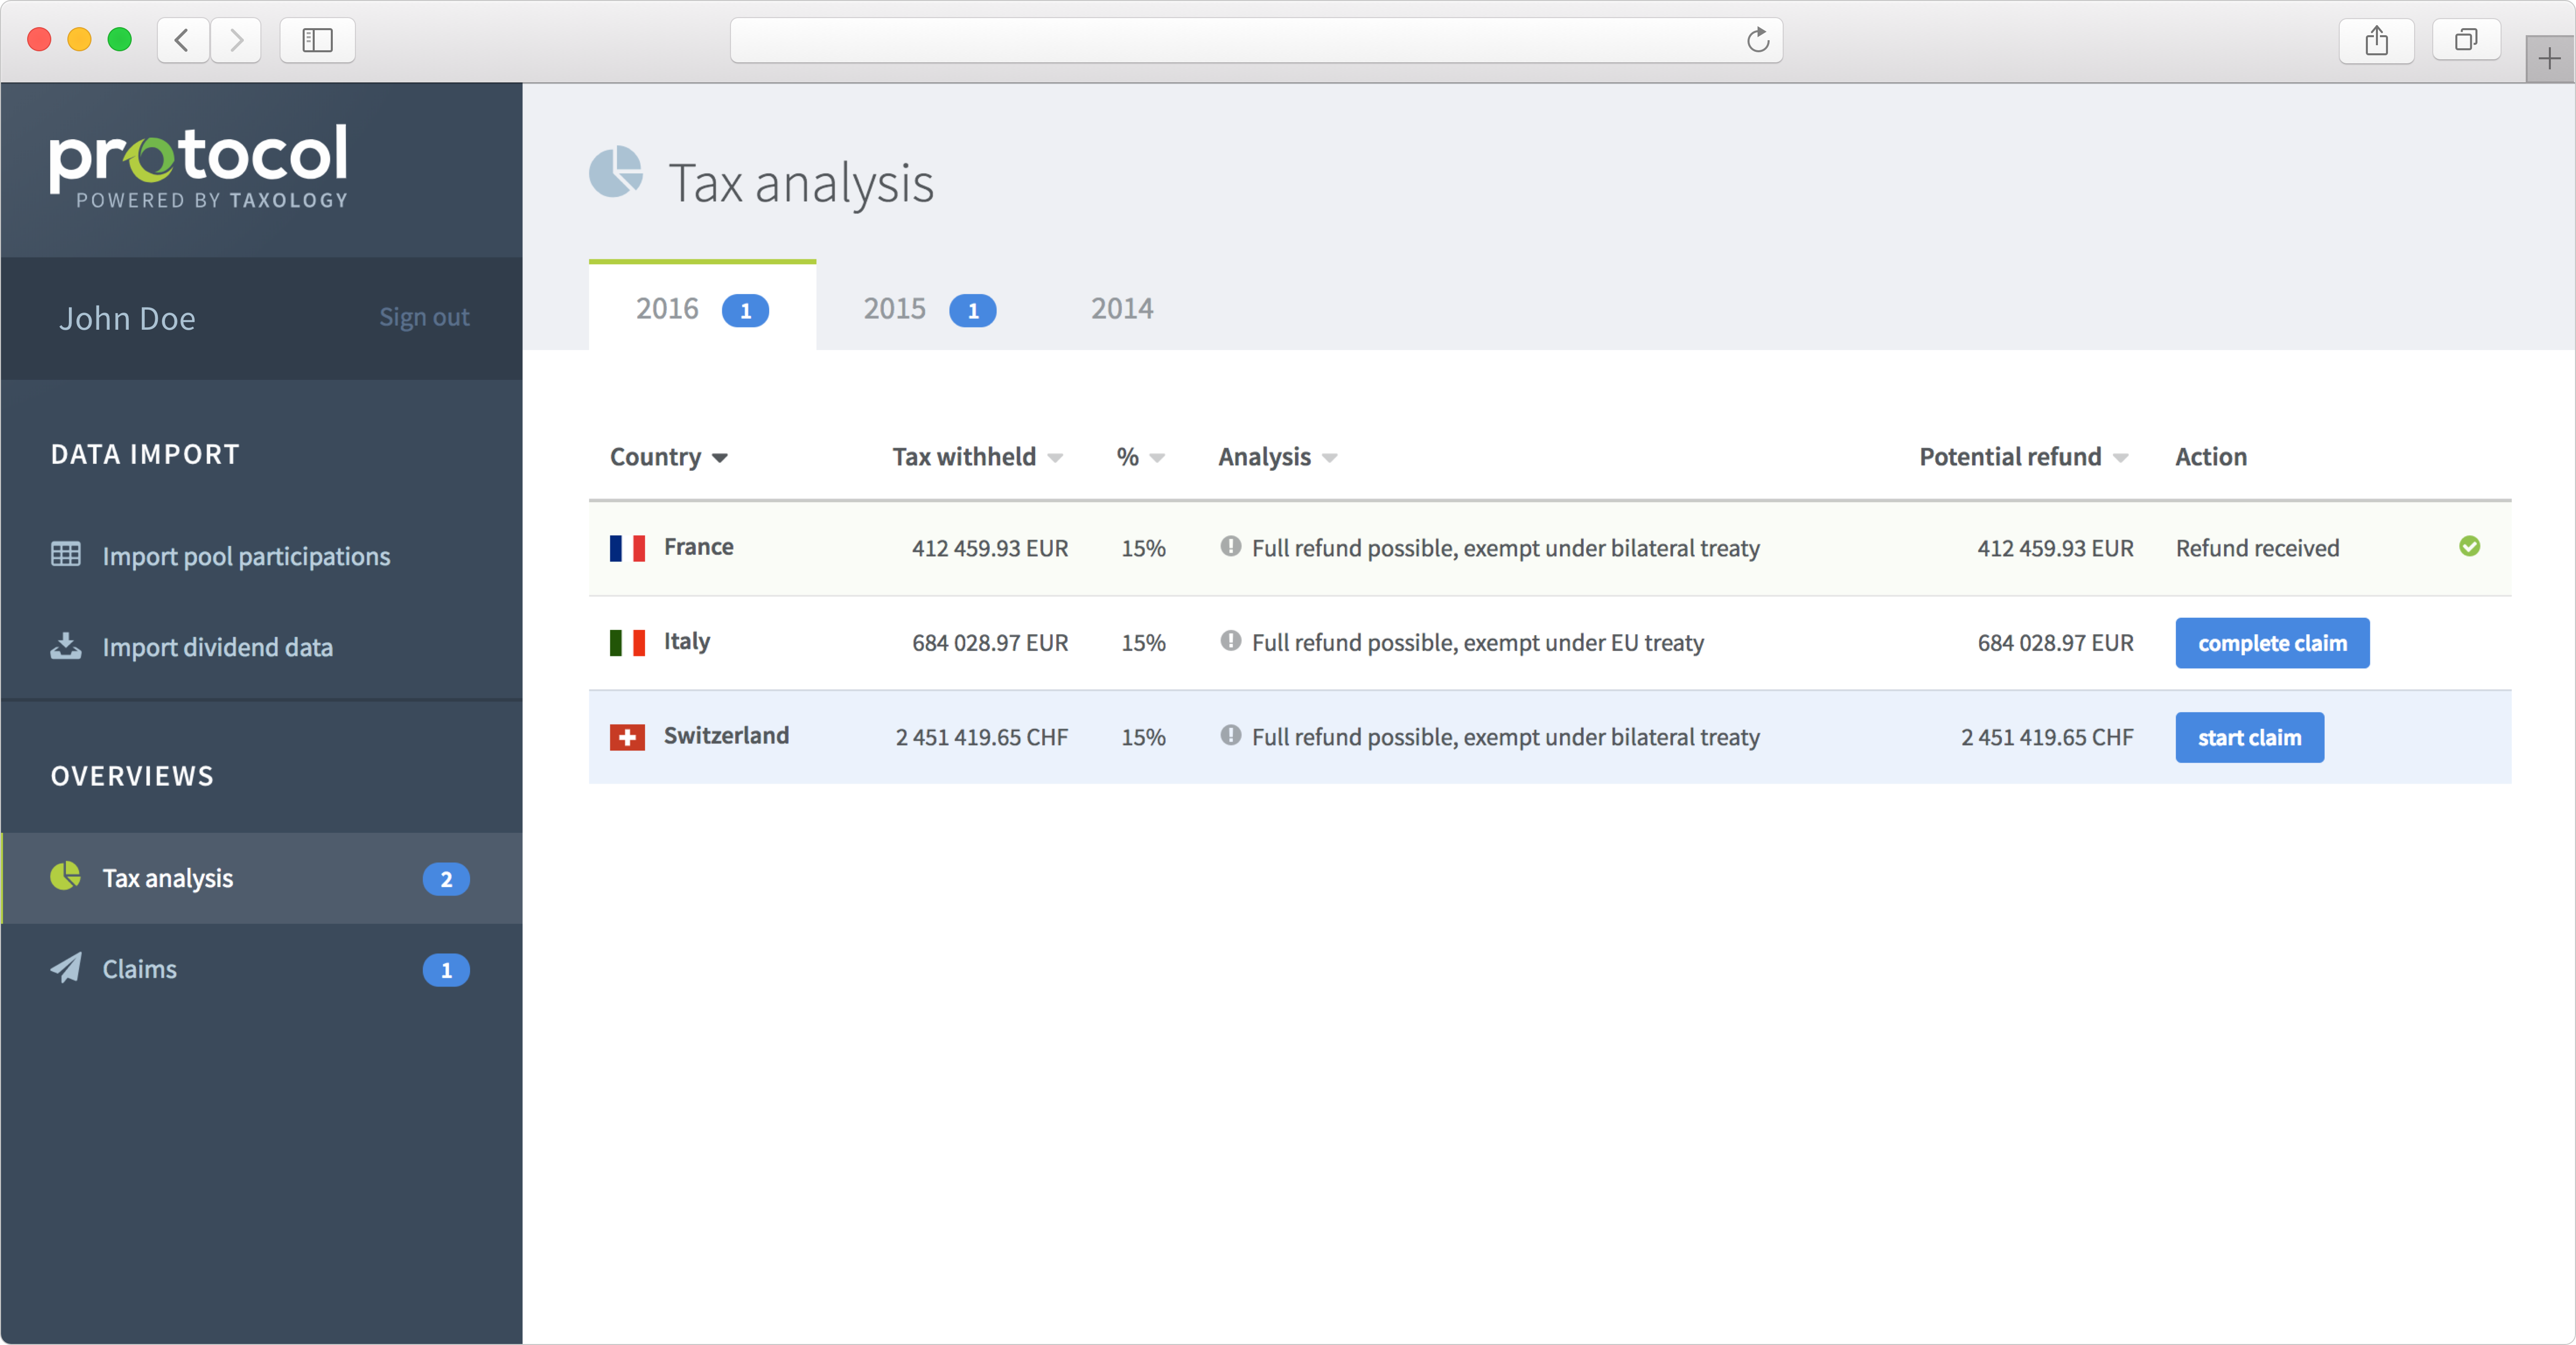 protocol
POWERED BY TAXOLOGY
John Doe Sign out
DATA IMPORT
Import pool participations
Import dividend data
OVERVIEWS
Tax analysis 2
Claims 1
Tax analysis
2016 1 2015 1 2014
Country Tax withheld % Analysis Potential refund Action
France 412 459.93 EUR 15% Full refund possible, exempt under bilateral treaty 412 459.93 EUR Refund received
Italy 684 028.97 EUR 15% Full refund possible, exempt under EU treaty 684 028.97 EUR complete claim
Switzerland 2 451 419.65 CHF 15% Full refund possible, exempt under bilateral treaty 2 451 419.65 CHF start claim